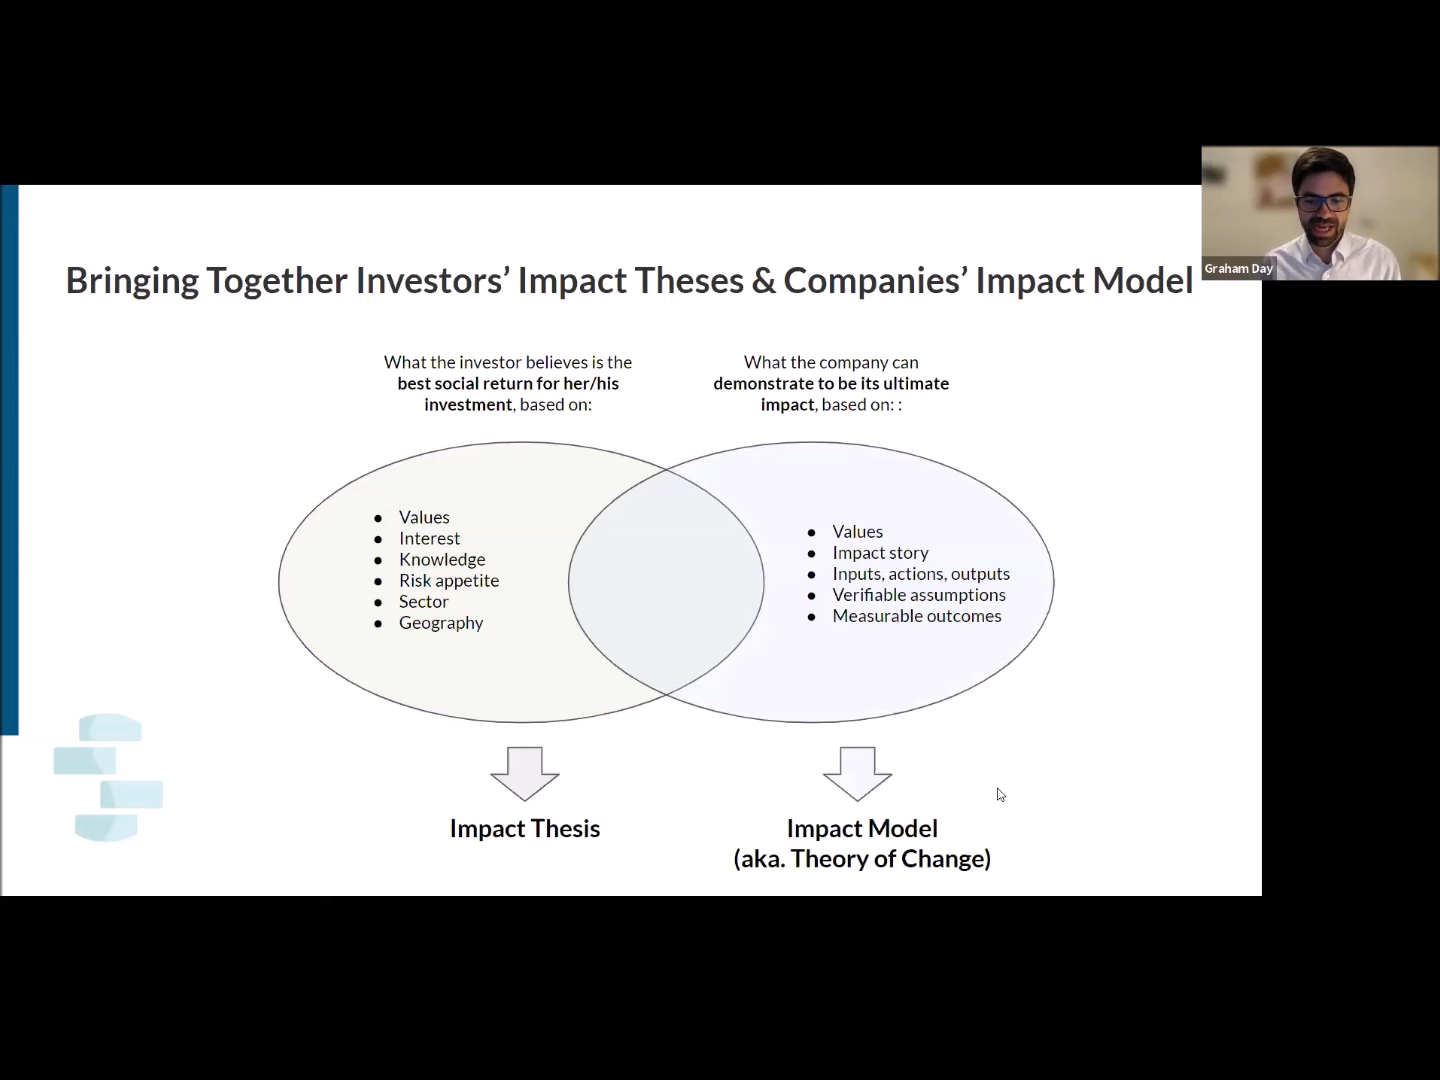 Graham Day
Bringing Together Investors’ Impact Theses & Companies’ Impact Model
What the investor believes is the
best social return for her/his
investment, based on:
What the company can
demonstrate to be its ultimate
impact, based on: :
● Values
● Interest
● Knowledge
● Risk appetite
● Sector
● Geography
● Values
● Impact story
● Inputs, actions, outputs
● Verifiable assumptions
● Measurable outcomes
Impact Thesis
Impact Model
(aka. Theory of Change)